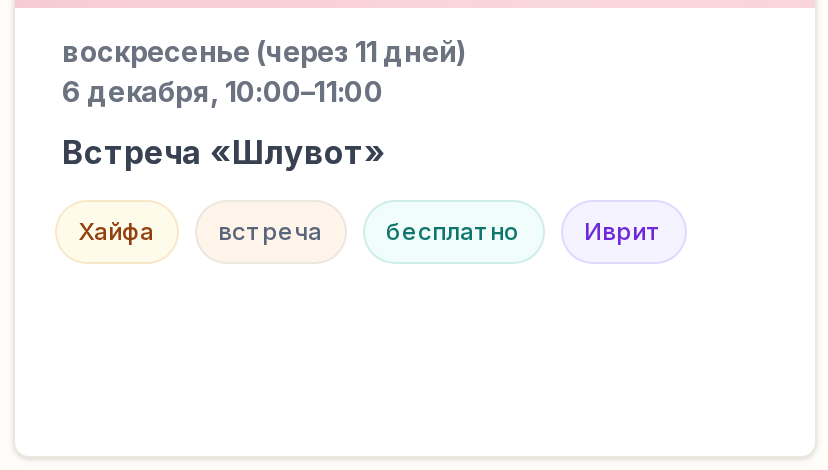 воскресенье (через 11 дней)
6 декабря, 10:00–11:00
Встреча «Шлувот»
Хайфа встреча бесплатно Иврит